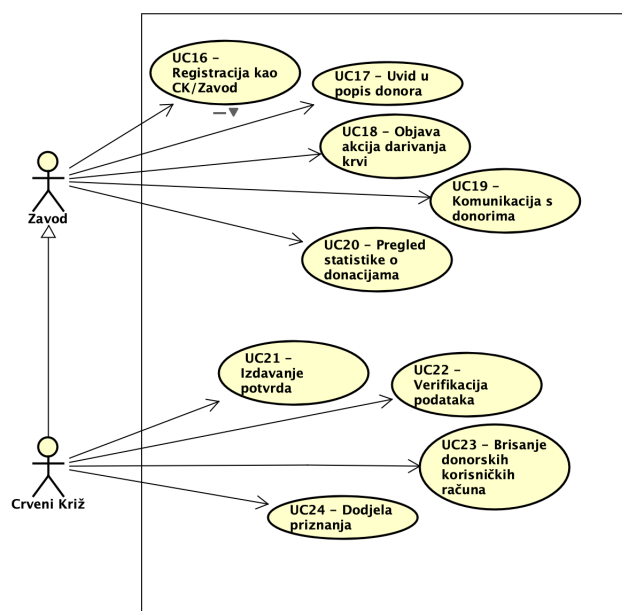 UC16 -
Registracija kao
CK/Zavod
UC17 - Uvid u
popis donora
UC18 - Objava
akcija darivanja
krvi
UC19 -
Komunikacija s
donorima
Zavod
UC20 - Pregled
statistike o
donacijama
UC21 -
Izdavanje
potvrda
UC22 -
Verifikacija
podataka
UC23 - Brisanje
donorskih
korisničkih
računa
Crveni Križ
UC24 - Dodjela
priznanja